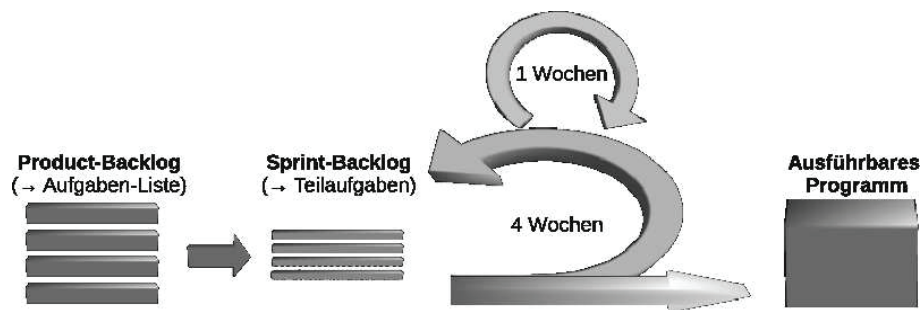 Product-Backlog
(→ Aufgaben-Liste)
Sprint-Backlog
(→ Teilaufgaben)
1 Wochen
4 Wochen
Ausführbares
Programm